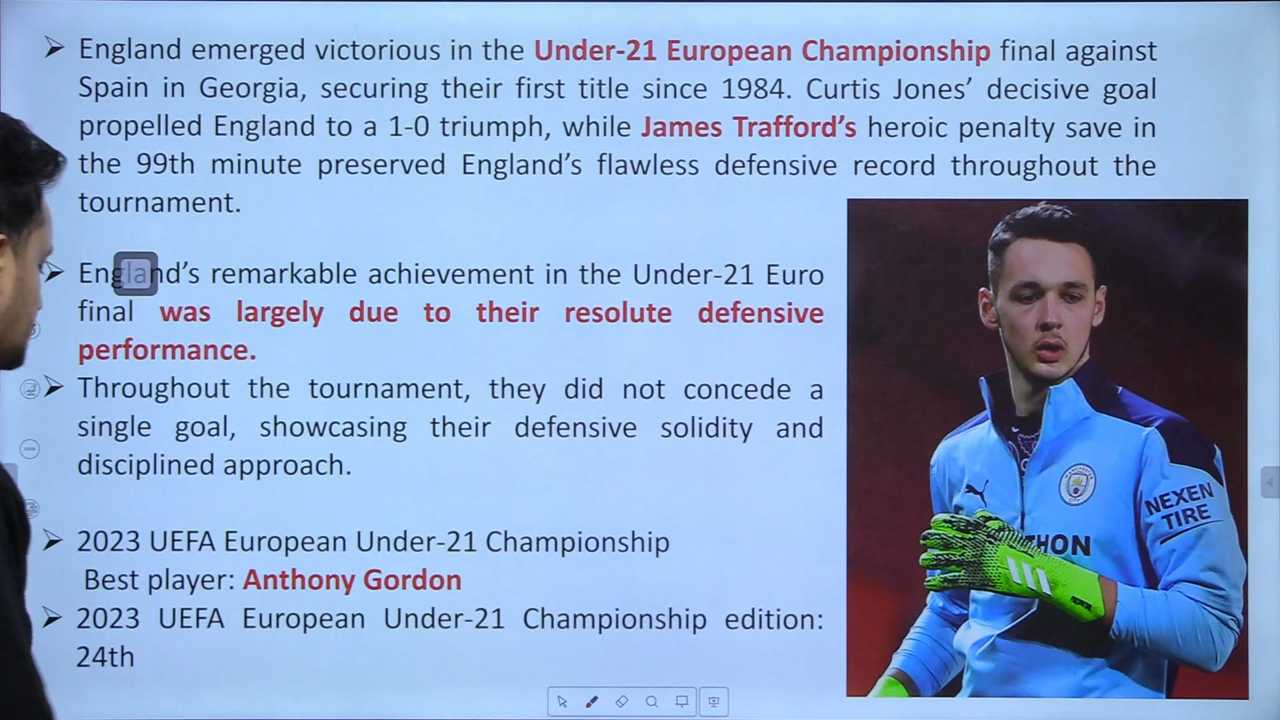 England emerged victorious in the Under-21 European Championship final against
Spain in Georgia, securing their first title since 1984. Curtis Jones’ decisive goal
propelled England to a 1-0 triumph, while James Trafford’s heroic penalty save in
the 99th minute preserved England’s flawless defensive record throughout the
tournament.
England’s remarkable achievement in the Under-21 Euro
final was largely due to their resolute defensive
performance.
Throughout the tournament, they did not concede a
single goal, showcasing their defensive solidity and
disciplined approach.
2023 UEFA European Under-21 Championship
Best player: Anthony Gordon
2023 UEFA European Under-21 Championship edition:
24th
NEXEN
TIRE
THON